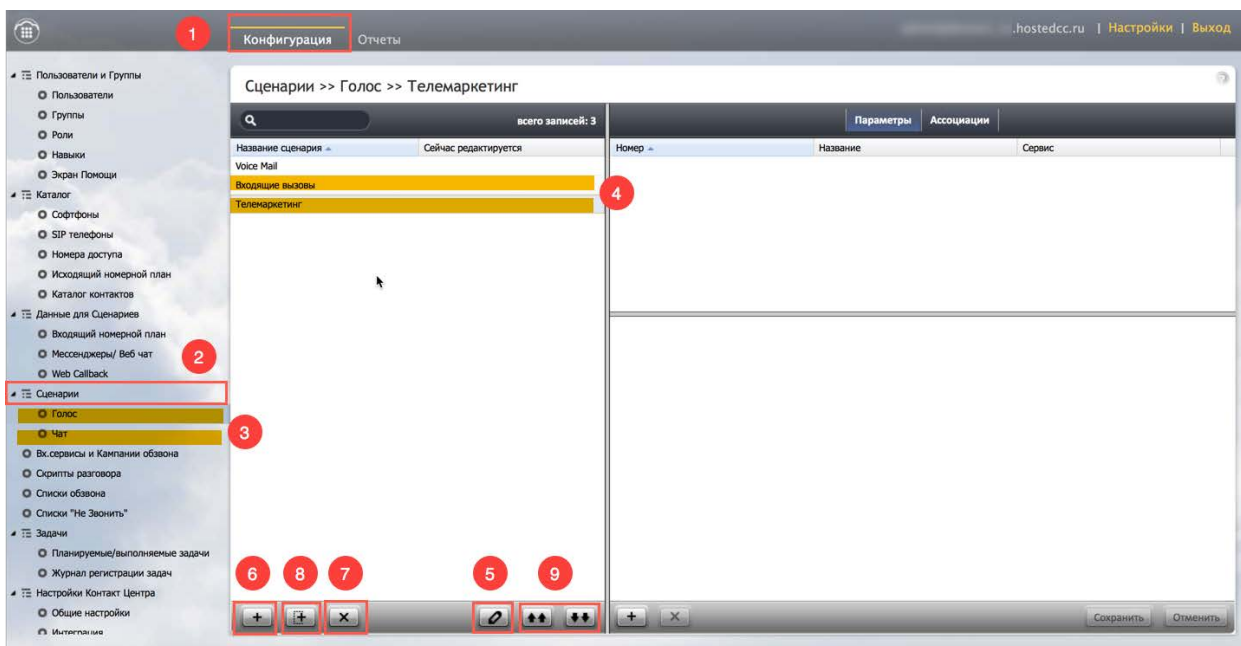 1
Конфигурация
Отчеты
.hostedcc.ru | Настройки | Выход
Пользователи и Группы
Пользователи
Группы
Роли
Навыки
Экран Помощи
Каталог
Софтфоны
SIP телефоны
Номера доступа
Исходящий номерной план
Каталог контактов
Данные для Сценариев
Входящий номерной план
Мессенджеры/ Веб чат
2
Web Callback
Сценарии
Голос
3
Чат
Вх.сервисы и Кампании обзвона
Скрипты разговора
Списки обзвона
Списки "Не Звонить"
Задачи
Планируемые/выполняемые задачи
Журнал регистрации задач
Настройки Контакт Центра
Общие настройки
Интеграция
Сценарии >> Голос >> Телемаркетинг
всего записей: 3
Название сценария
Сейчас редактируется
Voice Mail
Входящие вызовы
Телемаркетинг
4
6
8
7
5
9
Параметры
Ассоциации
Номер
Название
Сервис
Сохранить
Отменить